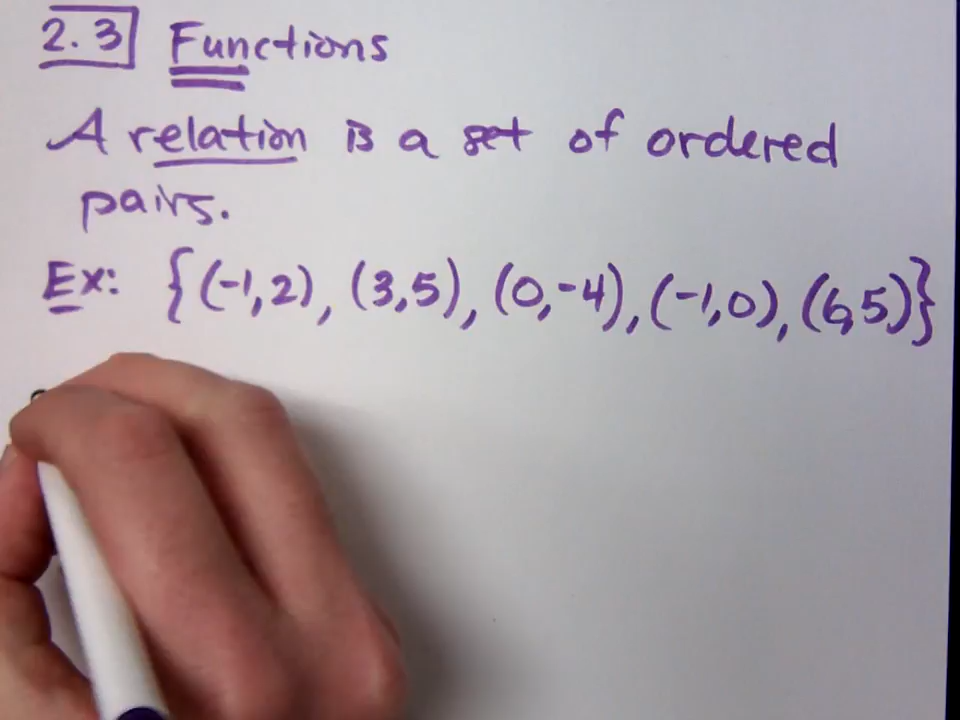 2.3 Functions
A relation is a set of ordered
pairs.
Ex: {(-1,2), (3,5), (0,-4), (-1,0), (6,5)}